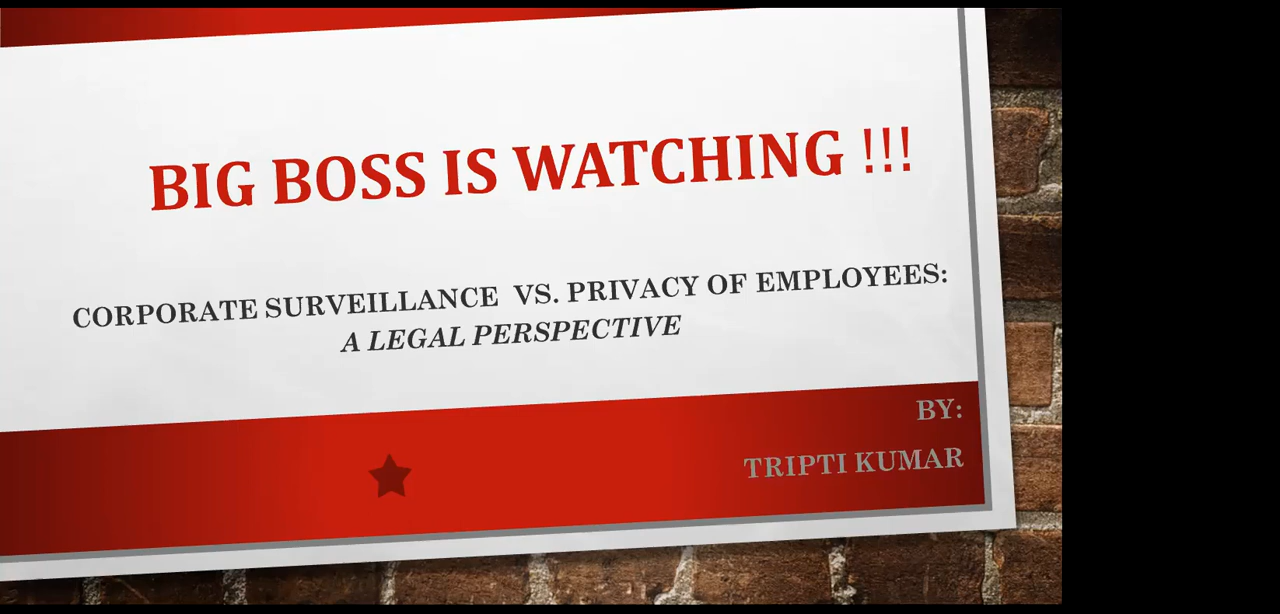 BIG BOSS IS WATCHING !!!
CORPORATE SURVEILLANCE VS. PRIVACY OF EMPLOYEES:
A LEGAL PERSPECTIVE
BY:
TRIPTI KUMAR